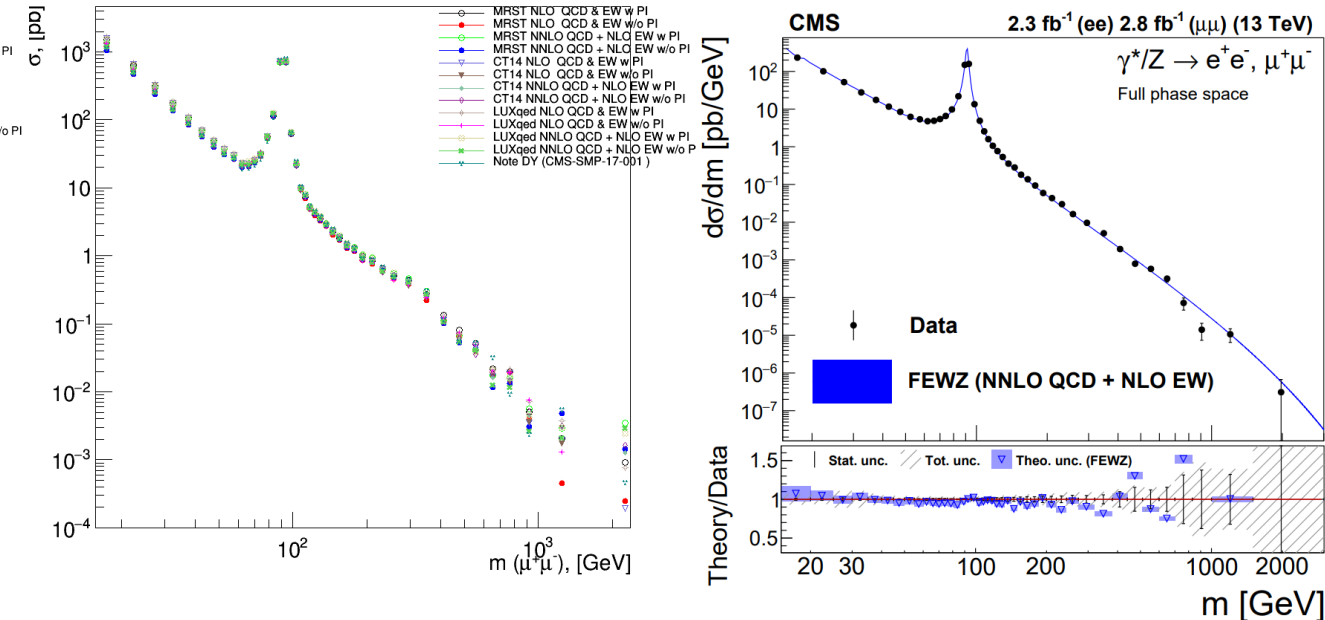 MRST NLO QCD & EW w PI
MRST NLO QCD & EW w/o PI
MRST NNLO QCD + NLO EW w PI
MRST NNLO QCD + NLO EW w/o PI
CT14 NLO QCD & EW w PI
CT14 NLO QCD & EW w/o PI
CT14 NNLO QCD + NLO EW w PI
CT14 NNLO QCD + NLO EW w/o PI
LUXqed NLO QCD & EW w PI
LUXqed NLO QCD & EW w/o PI
LUXqed NNLO QCD + NLO EW w PI
LUXqed NNLO QCD + NLO EW w/o P
Note DY (CMS-SMP-17-001 )
PI
/o PI
10³
10²
10
1
10⁻¹
10⁻²
10⁻³
10⁻⁴
10² 10³
m (μ⁺μ⁻), [GeV]
CMS 2.3 fb⁻¹ (ee) 2.8 fb⁻¹ (μμ) (13 TeV)
γ*/Z → e⁺e⁻, μ⁺μ⁻
Full phase space
dσ/dm [pb/GeV]
10²
10
1
10⁻¹
10⁻²
10⁻³
10⁻⁴
10⁻⁵
10⁻⁶
10⁻⁷
Data
FEWZ (NNLO QCD + NLO EW)
20 30 100 200 1000 2000
Stat. unc. Tot. unc. Theo. unc. (FEWZ)
Theory/Data
1.5
1
0.5
20 30 100 200 1000 2000
m [GeV]